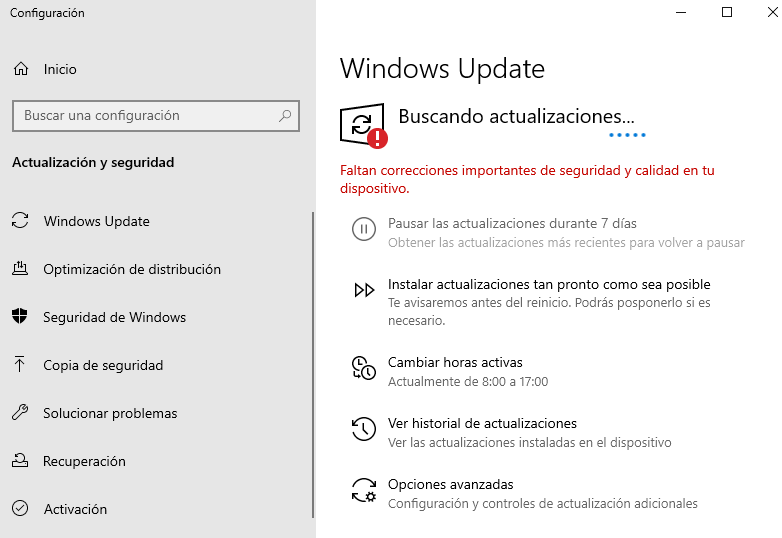 Configuración
Inicio
Buscar una configuración
Actualización y seguridad
Windows Update
Optimización de distribución
Seguridad de Windows
Copia de seguridad
Solucionar problemas
Recuperación
Activación
Windows Update
Buscando actualizaciones...
Faltan correcciones importantes de seguridad y calidad en tu
dispositivo.
Pausar las actualizaciones durante 7 días
Obtener las actualizaciones más recientes para volver a pausar
Instalar actualizaciones tan pronto como sea posible
Te avisaremos antes del reinicio. Podrás posponerlo si es
necesario.
Cambiar horas activas
Actualmente de 8:00 a 17:00
Ver historial de actualizaciones
Ver las actualizaciones instaladas en el dispositivo
Opciones avanzadas
Configuración y controles de actualización adicionales